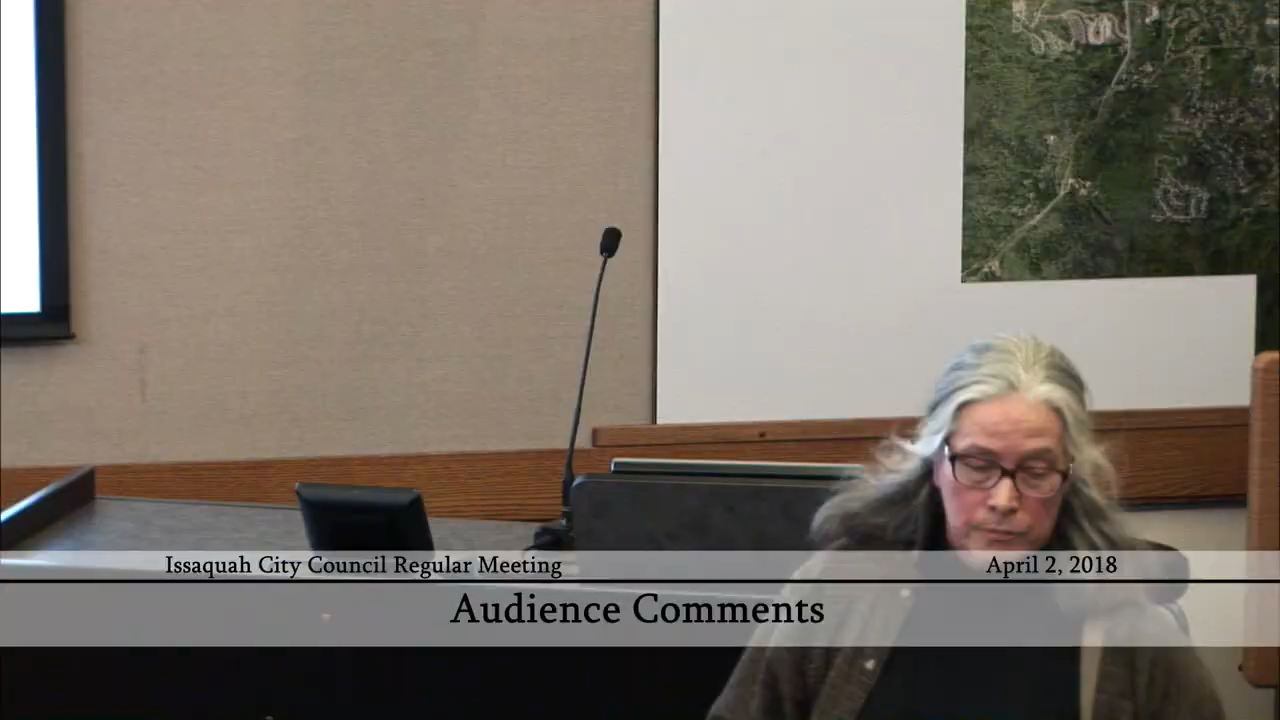 Issaquah City Council Regular Meeting
April 2, 2018
Audience Comments